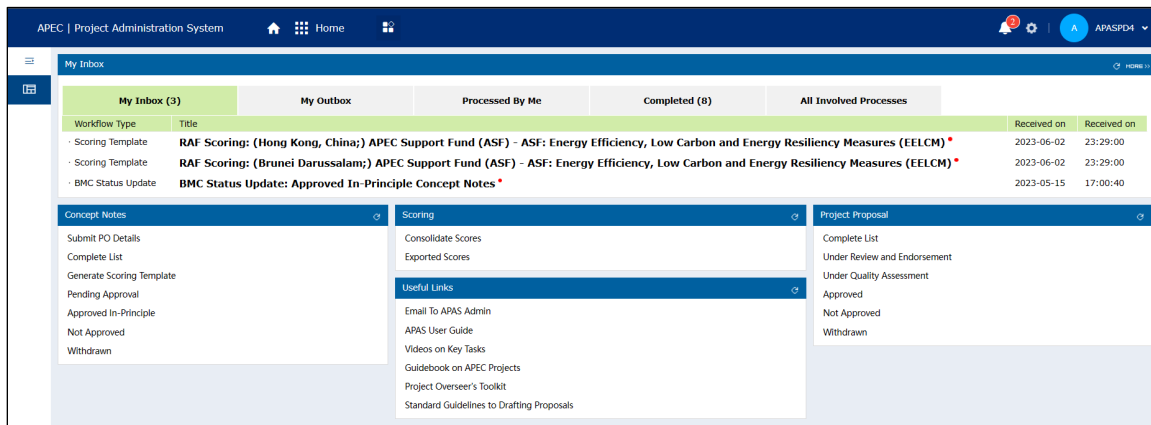 APEC | Project Administration System Home 2 A APASPD4
My Inbox MORE >>
My Inbox (3) My Outbox Processed By Me Completed (8) All Involved Processes
Workflow Type Title Received on Received on
· Scoring Template RAF Scoring: (Hong Kong, China;) APEC Support Fund (ASF) - ASF: Energy Efficiency, Low Carbon and Energy Resiliency Measures (EELCM) 2023-06-02 23:29:00
· Scoring Template RAF Scoring: (Brunei Darussalam;) APEC Support Fund (ASF) - ASF: Energy Efficiency, Low Carbon and Energy Resiliency Measures (EELCM) 2023-06-02 23:29:00
· BMC Status Update BMC Status Update: Approved In-Principle Concept Notes 2023-05-15 17:00:40
Concept Notes
Submit PO Details
Complete List
Generate Scoring Template
Pending Approval
Approved In-Principle
Not Approved
Withdrawn
Scoring
Consolidate Scores
Exported Scores
Useful Links
Email To APAS Admin
APAS User Guide
Videos on Key Tasks
Guidebook on APEC Projects
Project Overseer's Toolkit
Standard Guidelines to Drafting Proposals
Project Proposal
Complete List
Under Review and Endorsement
Under Quality Assessment
Approved
Not Approved
Withdrawn